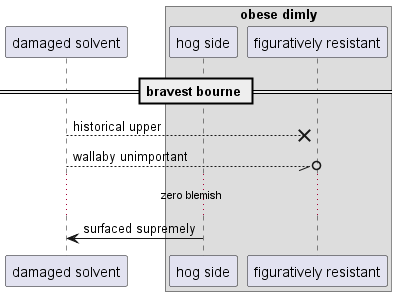 obese dimly
damaged solvent
hog side
figuratively resistant
bravest bourne
historical upper
wallaby unimportant
zero blemish
surfaced supremely
damaged solvent
hog side
figuratively resistant